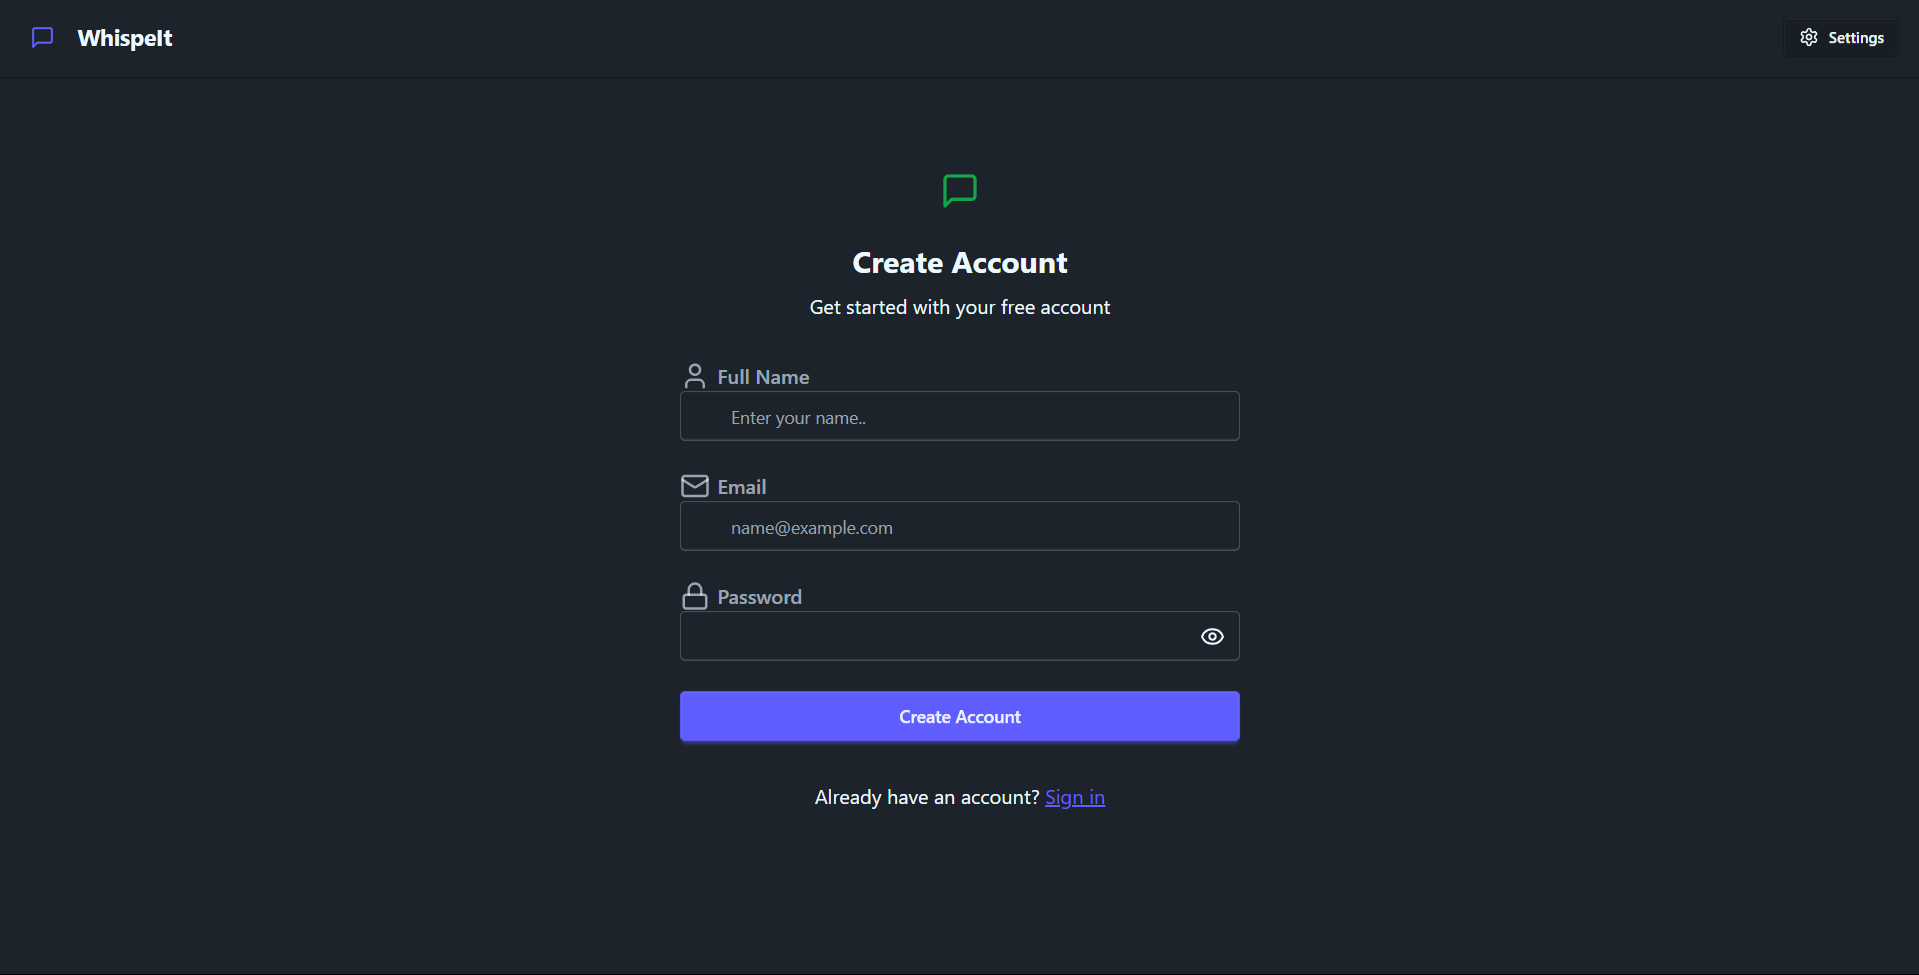 WhispeIt
Settings
Create Account
Get started with your free account
Full Name
Enter your name..
Email
name@example.com
Password
Create Account
Already have an account? Sign in